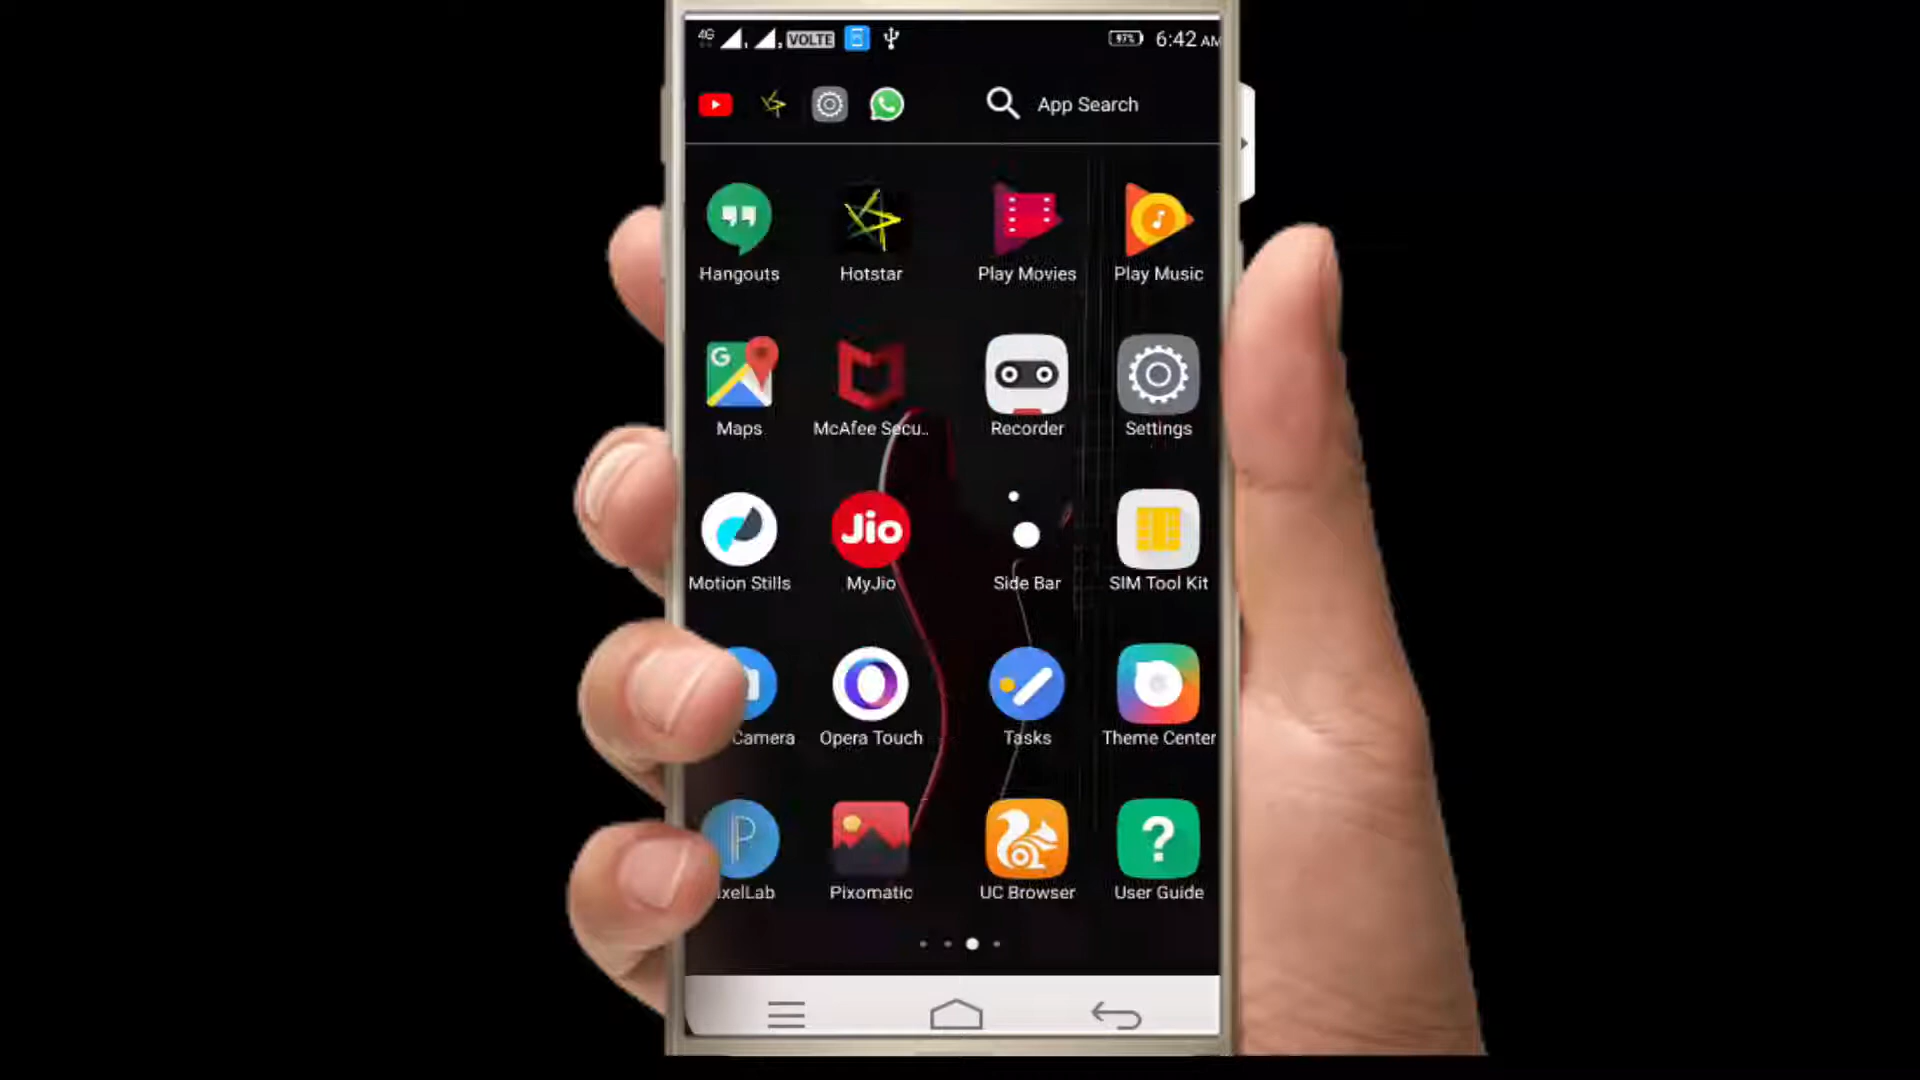 4G VOLTE 97% 6:42 AM
App Search
Hangouts Hotstar Play Movies Play Music
G
Maps McAfee Secu.. Recorder Settings
Jio
Motion Stills MyJio Side Bar SIM Tool Kit
Camera Opera Touch Tasks Theme Center
P ?
ixelLab Pixomatic UC Browser User Guide